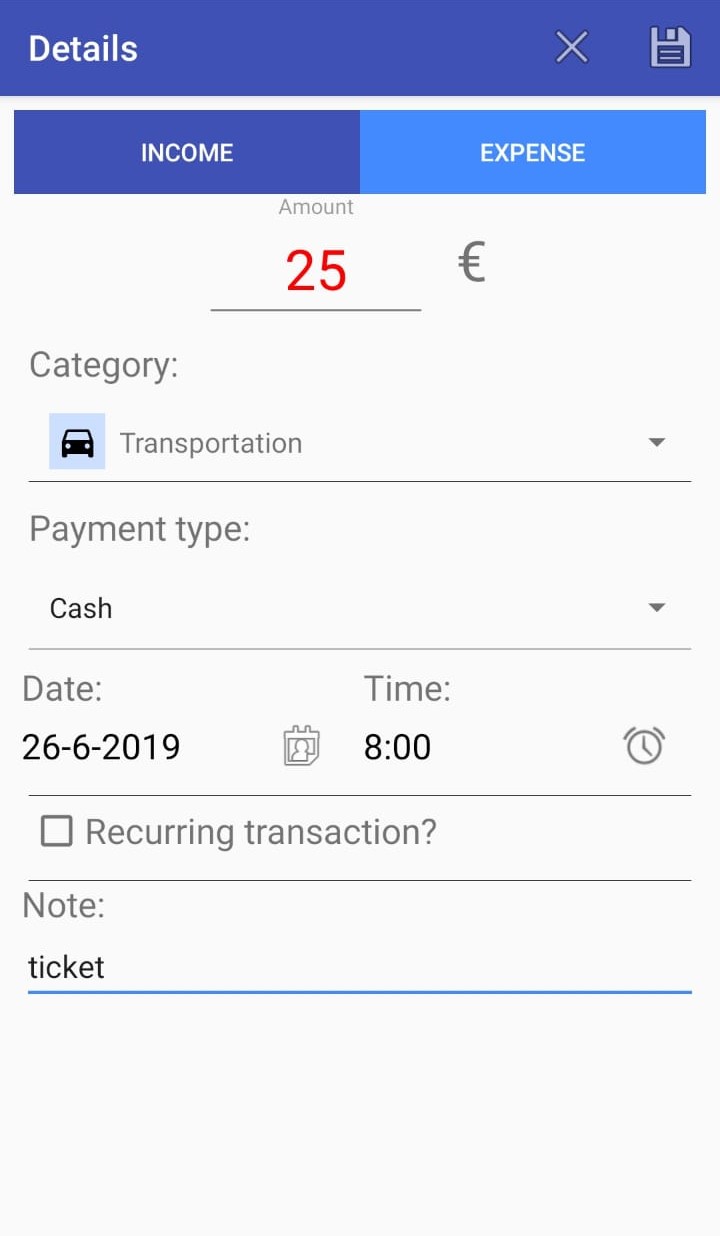 Details
INCOME EXPENSE
Amount
25 €
Category:
Transportation
Payment type:
Cash
Date: Time:
26-6-2019 8:00
Recurring transaction?
Note:
ticket